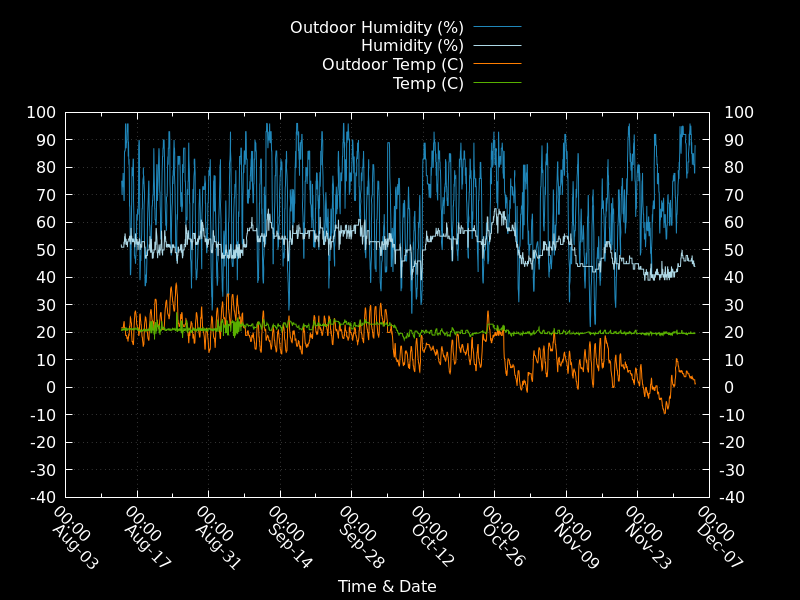 Outdoor Humidity (%)
Humidity (%)
Outdoor Temp (C)
Temp (C)
100 100
90 90
80 80
70 70
60 60
50 50
40 40
30 30
20 20
10 10
0 0
-10 -10
-20 -20
-30 -30
-40 -40
00:00 00:00 00:00 00:00 00:00 00:00 00:00 00:00 00:00 00:00
Aug-03 Aug-17 Aug-31 Sep-14 Sep-28 Oct-12 Oct-26 Nov-09 Nov-23 Dec-07
Time & Date